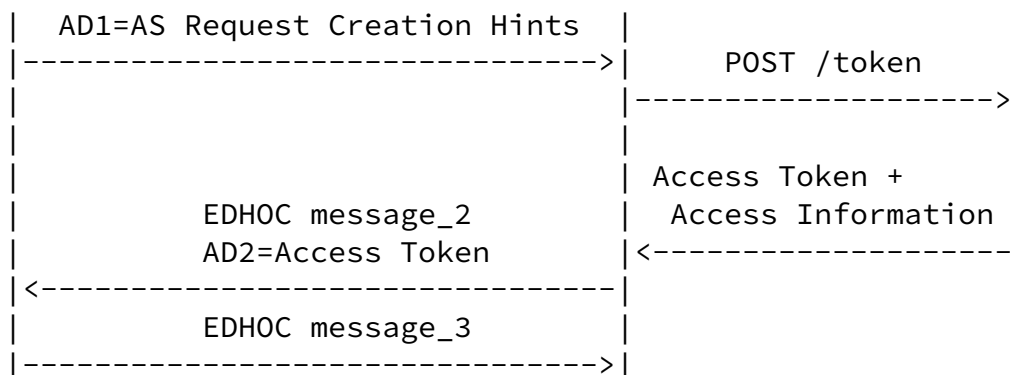 AD1=AS Request Creation Hints
POST /token
Access Token +
EDHOC message_2 Access Information
AD2=Access Token
EDHOC message_3